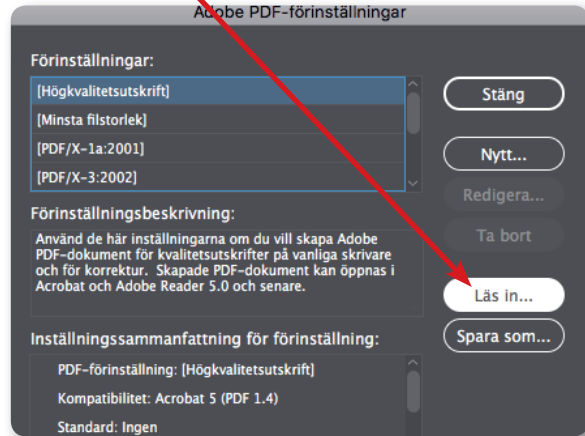 Adobe PDF-förinställningar
Förinställningar:
[Högkvalitetsutskrift]
[Minsta filstorlek]
[PDF/X-1a:2001]
[PDF/X-3:2002]
Stäng
Nytt...
Redigera...
Ta bort
Läs in...
Spara som...
Förinställningsbeskrivning:
Använd de här inställningarna om du vill skapa Adobe
PDF-dokument för kvalitetsutskrifter på vanliga skrivare
och för korrektur. Skapade PDF-dokument kan öppnas i
Acrobat och Adobe Reader 5.0 och senare.
Inställningssammanfattning för förinställning:
PDF-förinställning: [Högkvalitetsutskrift]
Kompatibilitet: Acrobat 5 (PDF 1.4)
Standard: Ingen